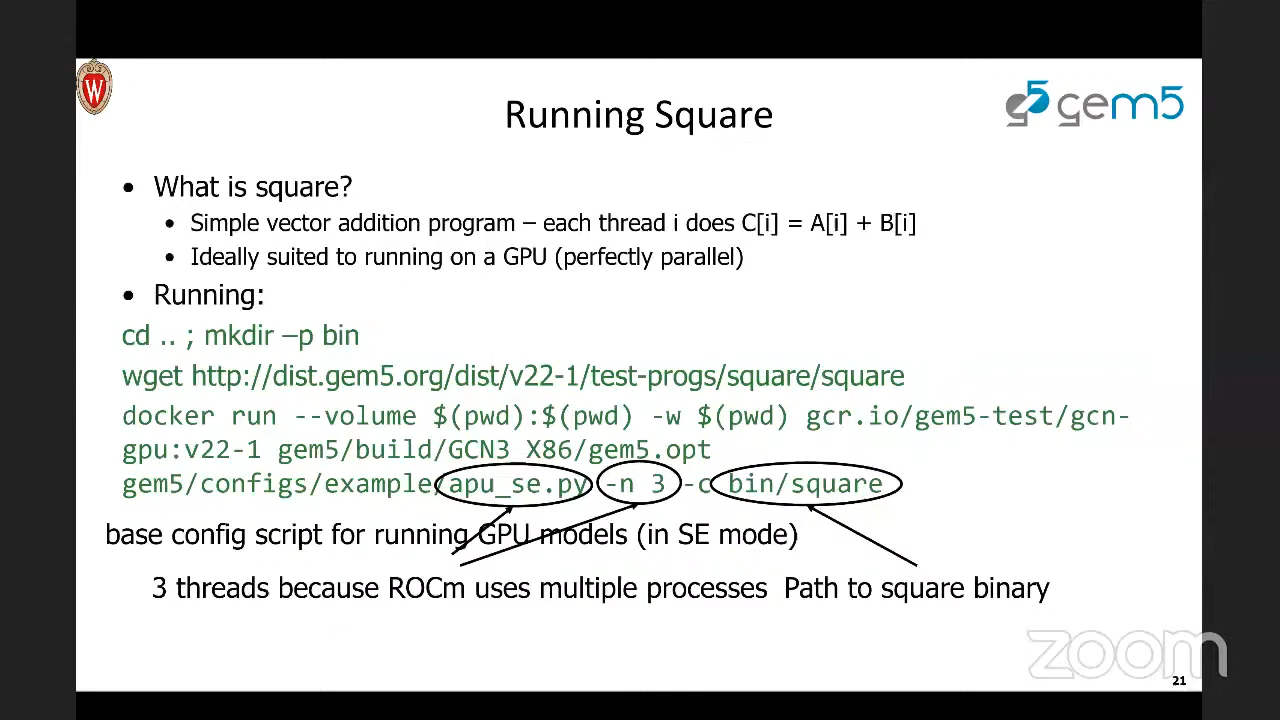 W
gem5
Running Square
• What is square?
• Simple vector addition program – each thread i does C[i] = A[i] + B[i]
• Ideally suited to running on a GPU (perfectly parallel)
• Running:
cd .. ; mkdir –p bin
wget http://dist.gem5.org/dist/v22-1/test-progs/square/square
docker run --volume $(pwd):$(pwd) -w $(pwd) gcr.io/gem5-test/gcn-
gpu:v22-1 gem5/build/GCN3_X86/gem5.opt
gem5/configs/example/apu_se.py -n 3 -c bin/square
base config script for running GPU models (in SE mode)
3 threads because ROCm uses multiple processes Path to square binary
zoom
21